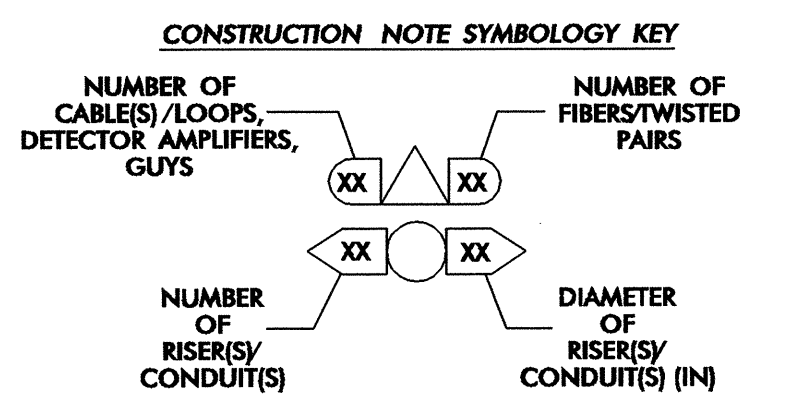 CONSTRUCTION NOTE SYMBOLOGY KEY
NUMBER OF
CABLE(S)/LOOPS,
DETECTOR AMPLIFIERS,
GUYS
NUMBER OF
FIBERS/TWISTED
PAIRS
XX
XX
XX
XX
NUMBER
OF
RISER(S)/
CONDUIT(S)
DIAMETER
OF
RISER(S)/
CONDUIT(S) (IN)